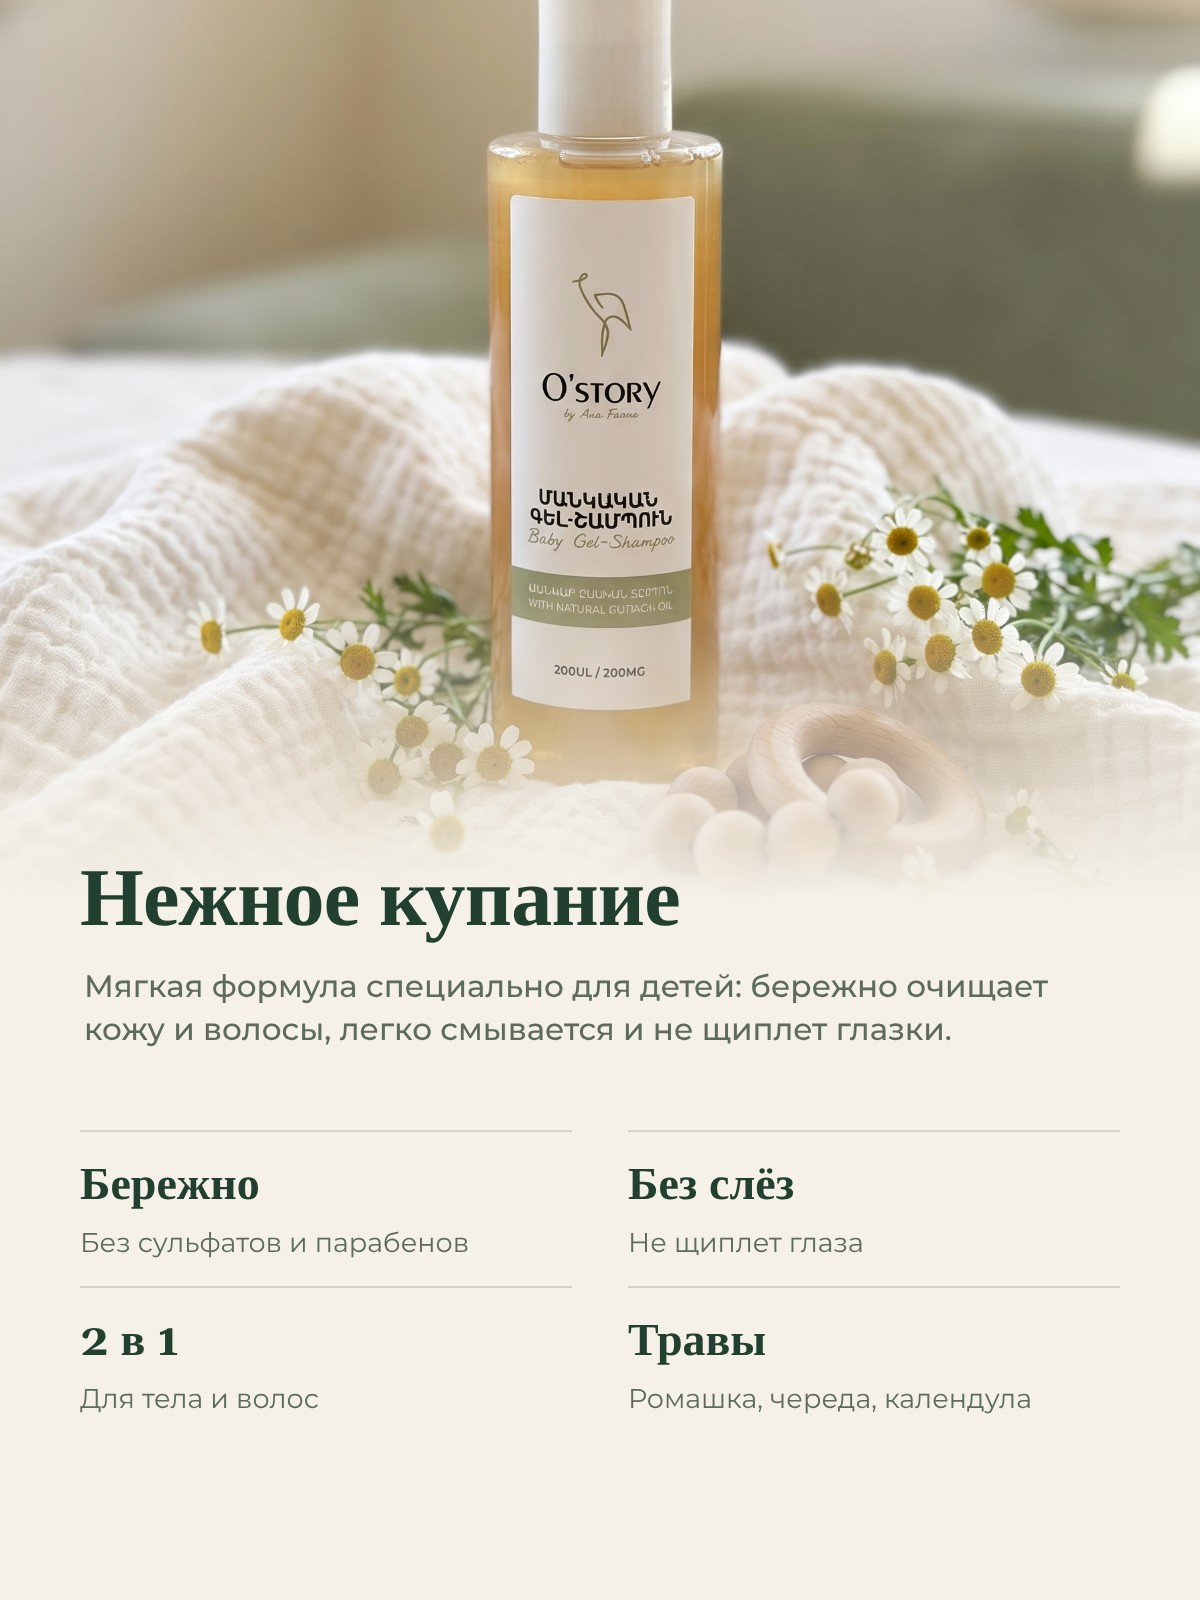 O'STORY
by Ana Faone
ՄԱՆԿԱԿԱՆ
ԳԵԼ-ՇԱՄՊՈՒՆ
Baby Gel-Shampoo
WITH NATURAL OIL
200UL / 200MG
Нежное купание
Мягкая формула специально для детей: бережно очищает
кожу и волосы, легко смывается и не щиплет глазки.
Бережно
Без сульфатов и парабенов
Без слёз
Не щиплет глаза
2 в 1
Для тела и волос
Травы
Ромашка, череда, календула